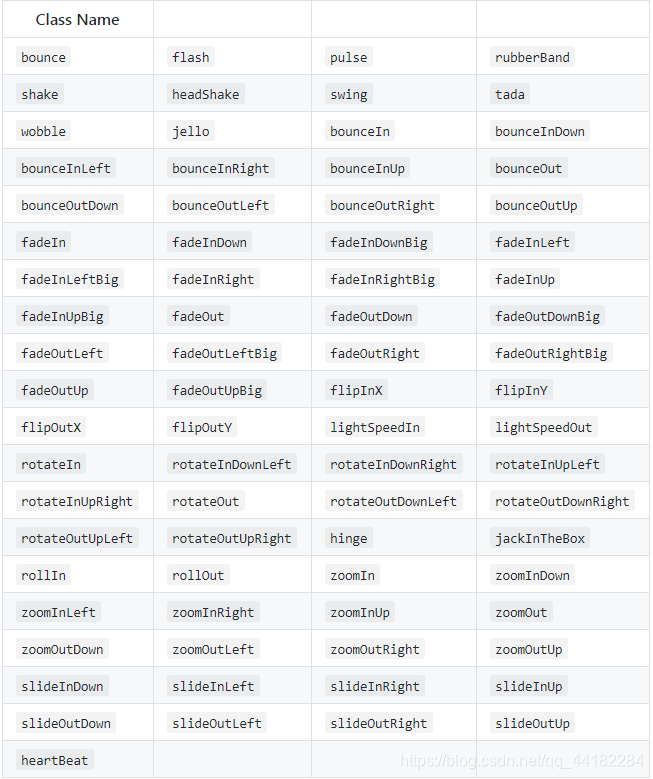 Class Name
bounce flash pulse rubberBand
shake headShake swing tada
wobble jello bounceIn bounceInDown
bounceInLeft bounceInRight bounceInUp bounceOut
bounceOutDown bounceOutLeft bounceOutRight bounceOutUp
fadeIn fadeInDown fadeInDownBig fadeInLeft
fadeInLeftBig fadeInRight fadeInRightBig fadeInUp
fadeInUpBig fadeOut fadeOutDown fadeOutDownBig
fadeOutLeft fadeOutLeftBig fadeOutRight fadeOutRightBig
fadeOutUp fadeOutUpBig flipInX flipInY
flipOutX flipOutY lightSpeedIn lightSpeedOut
rotateIn rotateInDownLeft rotateInDownRight rotateInUpLeft
rotateInUpRight rotateOut rotateOutDownLeft rotateOutDownRight
rotateOutUpLeft rotateOutUpRight hinge jackInTheBox
rollIn rollOut zoomIn zoomInDown
zoomInLeft zoomInRight zoomInUp zoomOut
zoomOutDown zoomOutLeft zoomOutRight zoomOutUp
slideInDown slideInLeft slideInRight slideInUp
slideOutDown slideOutLeft slideOutRight slideOutUp
heartBeat
https://blog.csdn.net/qq_44182284